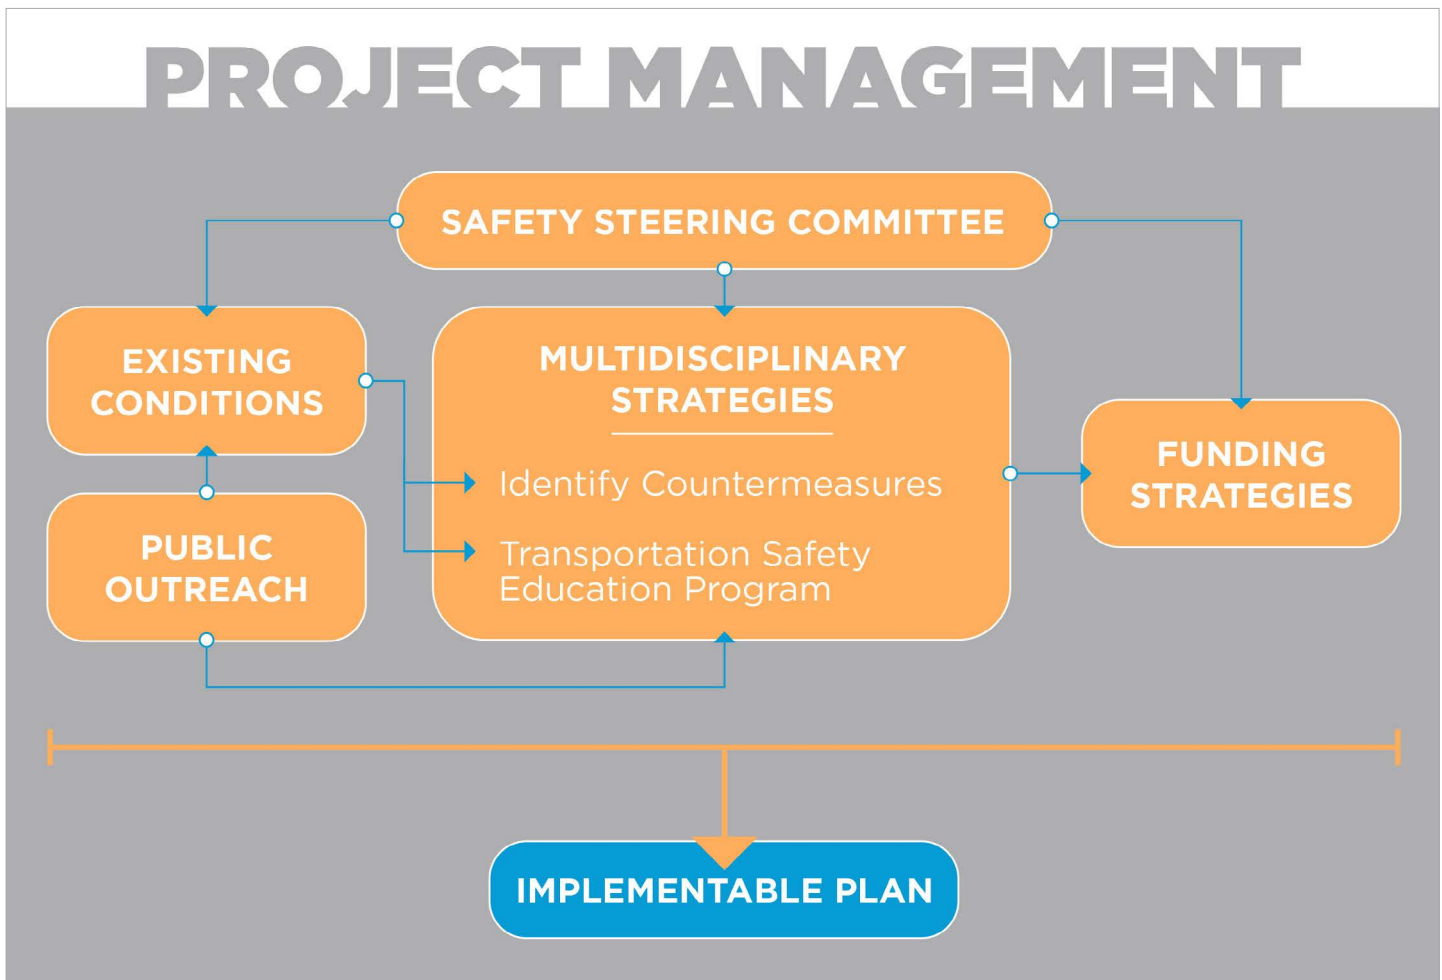 PROJECT MANAGEMENT
SAFETY STEERING COMMITTEE
EXISTING
CONDITIONS
MULTIDISCIPLINARY
STRATEGIES
Identify Countermeasures
Transportation Safety
Education Program
FUNDING
STRATEGIES
PUBLIC
OUTREACH
IMPLEMENTABLE PLAN